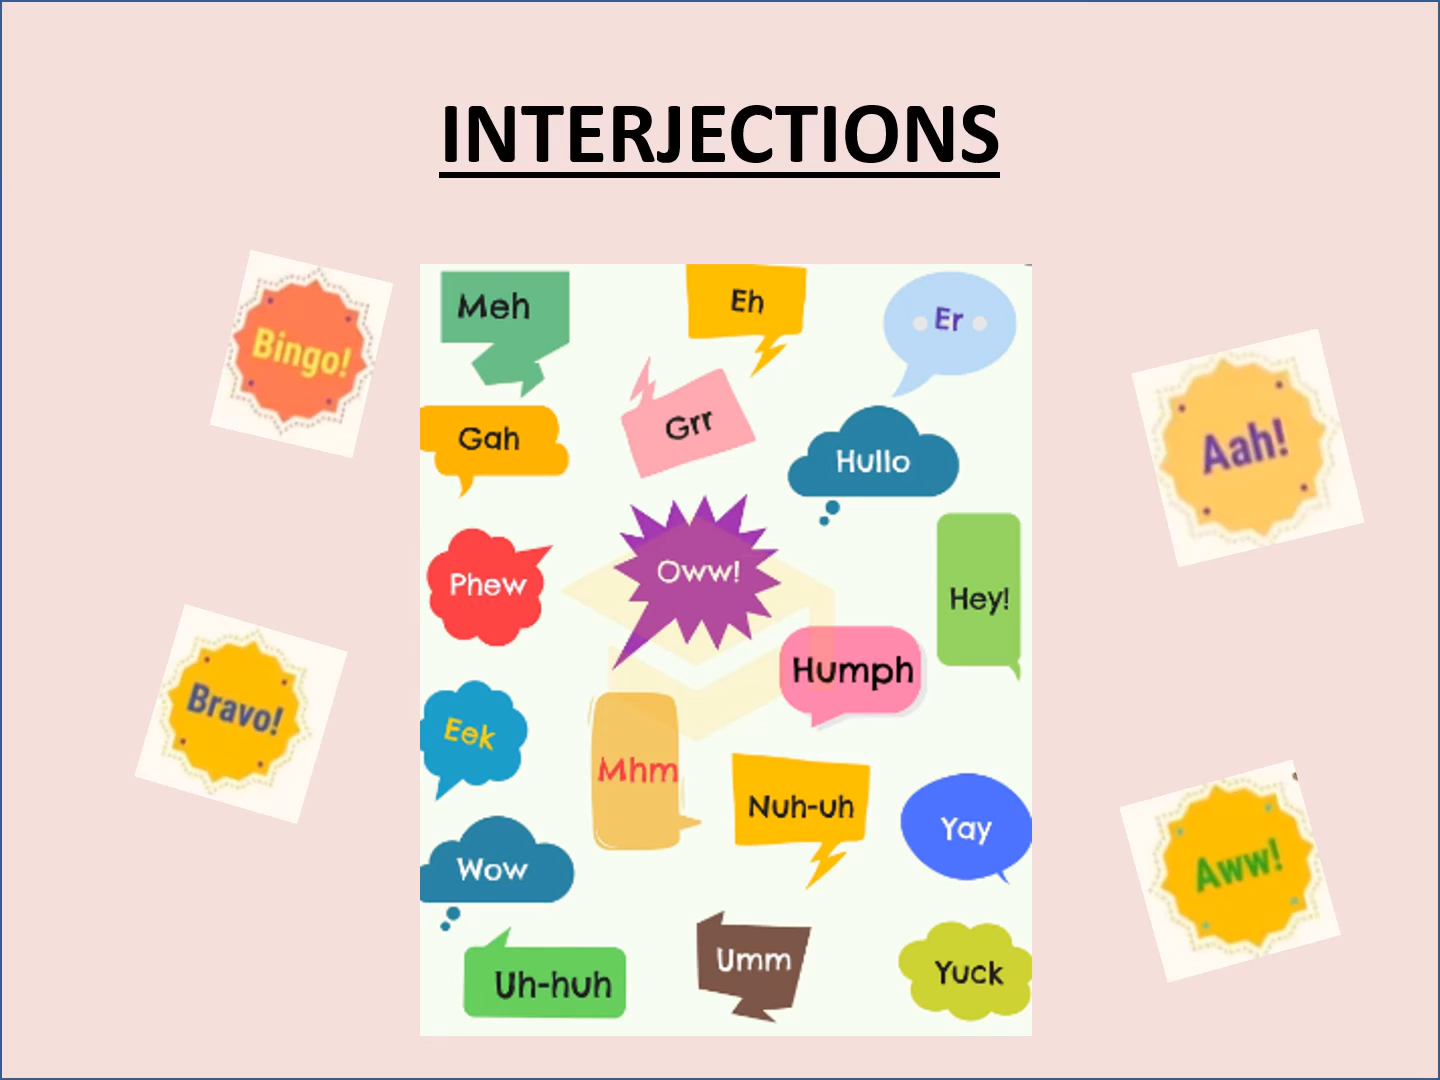 INTERJECTIONS
Bingo!
Bravo!
Meh
Eh
Er
Gah
Grr
Hullo
Phew
Oww!
Hey!
Humph
Eek
Mhm
Nuh-uh
Yay
Wow
Uh-huh
Umm
Yuck
Aah!
Aww!